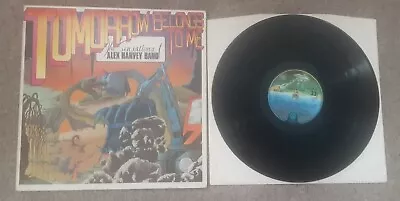 TOMORROW BELONGS
TO ME
The Sensational
ALEX HARVEY BAND